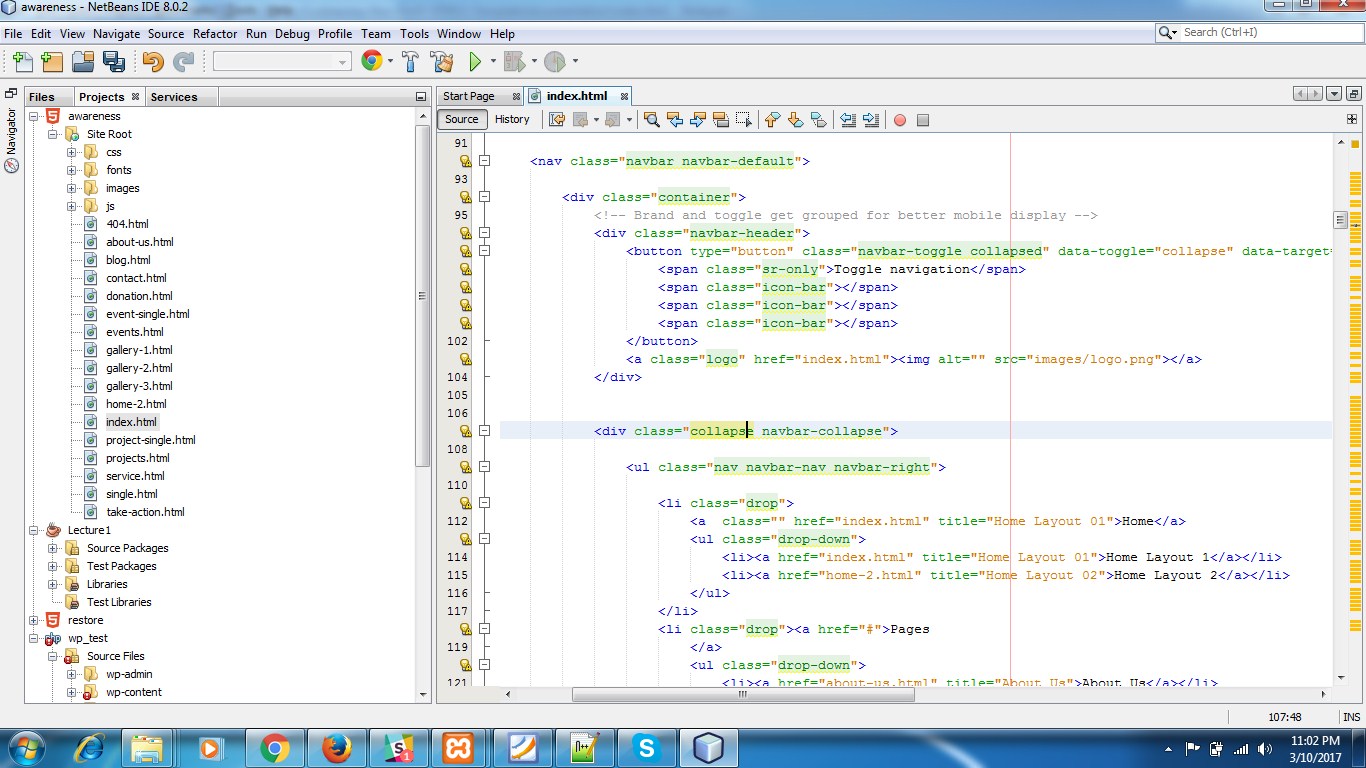 awareness - NetBeans IDE 8.0.2
File Edit View Navigate Source Refactor Run Debug Profile Team Tools Window Help
Search (Ctrl+I)
Files Projects Services
Navigator
awareness
Site Root
css
fonts
images
js
404.html
about-us.html
blog.html
contact.html
donation.html
event-single.html
events.html
gallery-1.html
gallery-2.html
gallery-3.html
home-2.html
index.html
project-single.html
projects.html
service.html
single.html
take-action.html
Lecture1
Source Packages
Test Packages
Libraries
Test Libraries
restore
wp_test
Source Files
wp-admin
wp-content
Start Page index.html
Source History
91
<nav class="navbar navbar-default">
93
<div class="container">
95 <!-- Brand and toggle get grouped for better mobile display -->
<div class="navbar-header">
<button type="button" class="navbar-toggle collapsed" data-toggle="collapse" data-target=
<span class="sr-only">Toggle navigation</span>
<span class="icon-bar"></span>
<span class="icon-bar"></span>
<span class="icon-bar"></span>
102 </button>
<a class="logo" href="index.html"><img alt="" src="images/logo.png"></a>
104 </div>
105
106
<div class="collapse navbar-collapse">
108
<ul class="nav navbar-nav navbar-right">
110
<li class="drop">
112 <a  class="" href="index.html" title="Home Layout 01">Home</a>
<ul class="drop-down">
114 <li><a href="index.html" title="Home Layout 01">Home Layout 1</a></li>
115 <li><a href="home-2.html" title="Home Layout 02">Home Layout 2</a></li>
116 </ul>
117 </li>
<li class="drop"><a href="#">Pages
119 </a>
<ul class="drop-down">
121 <li><a href="about-us.html" title="About Us">About Us</a></li>
107:48 INS
11:02 PM
3/10/2017